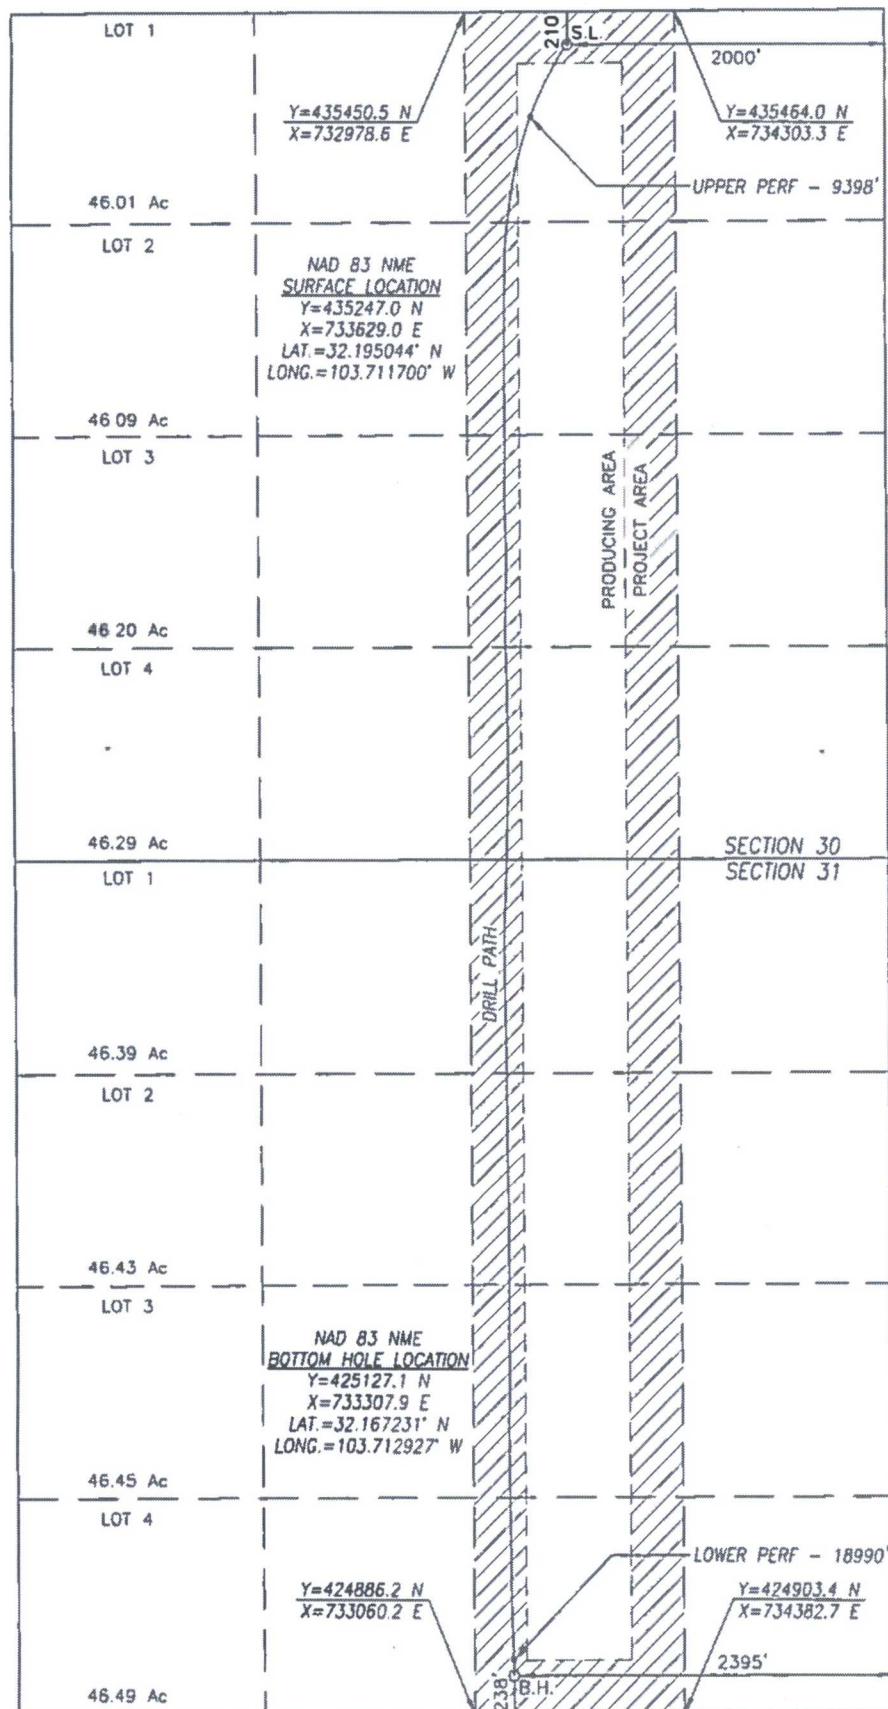 LOT 1
210
S.L.
2000'
Y=435450.5 N
X=732978.6 E
Y=435464.0 N
X=734303.3 E
UPPER PERF - 9398'
46.01 Ac
LOT 2
NAD 83 NME
SURFACE LOCATION
Y=435247.0 N
X=733629.0 E
LAT.=32.195044° N
LONG.=103.711700° W
46 09 Ac
LOT 3
PRODUCING AREA
PROJECT AREA
46 20 Ac
LOT 4
46.29 Ac
SECTION 30
LOT 1
SECTION 31
DRILL PATH
46.39 Ac
LOT 2
46.43 Ac
LOT 3
NAD 83 NME
BOTTOM HOLE LOCATION
Y=425127.1 N
X=733307.9 E
LAT.=32.167231° N
LONG.=103.712927° W
46.45 Ac
LOT 4
LOWER PERF - 18990'
Y=424886.2 N
X=733060.2 E
Y=424903.4 N
X=734382.7 E
2395'
238'
B.H.
46.49 Ac